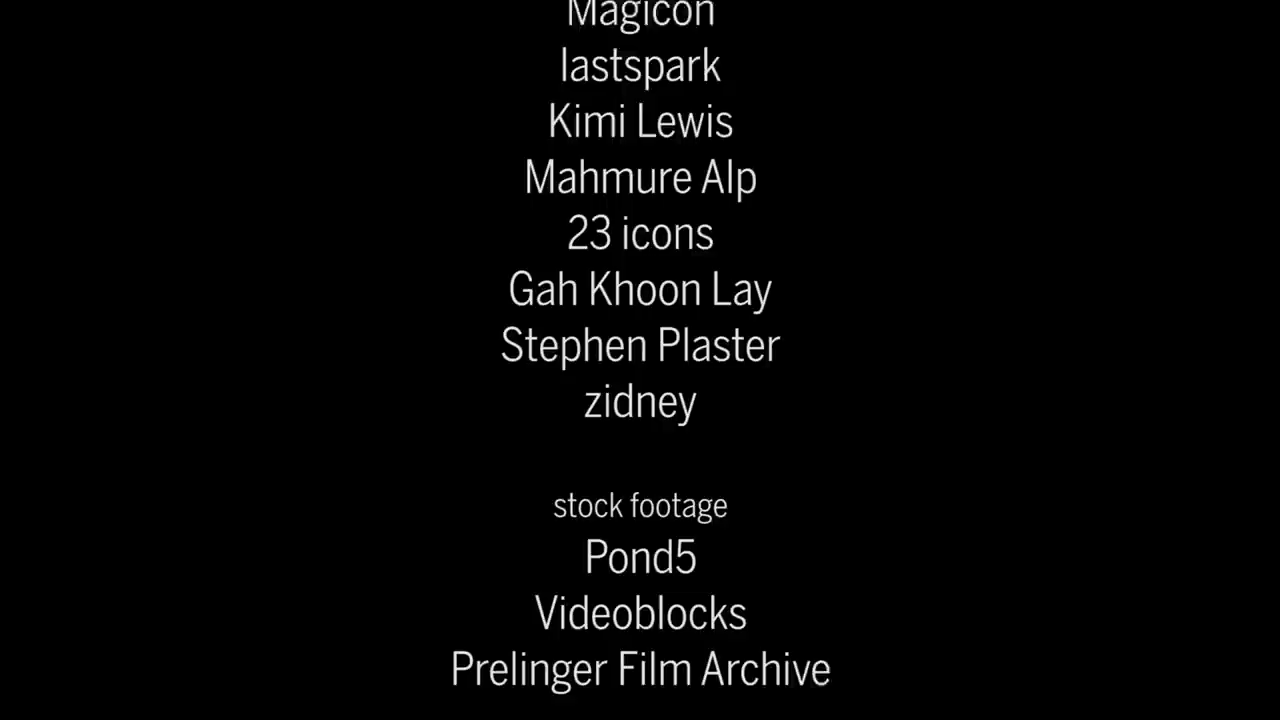 Magicon
lastspark
Kimi Lewis
Mahmure Alp
23 icons
Gah Khoon Lay
Stephen Plaster
zidney
stock footage
Pond5
Videoblocks
Prelinger Film Archive